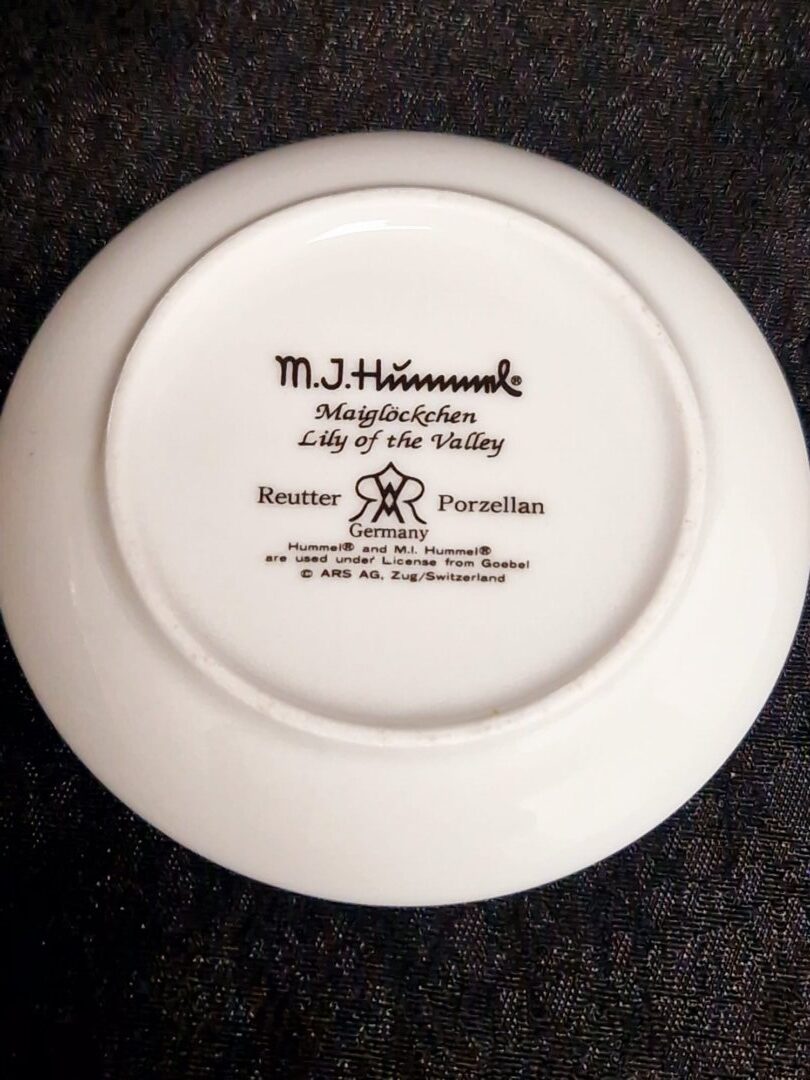 M.J.Hummel®
Maiglöckchen
Lily of the Valley
Reutter Porzellan
Germany
Hummel® and M.I. Hummel®
are used under License from Goebel
© ARS AG, Zug/Switzerland